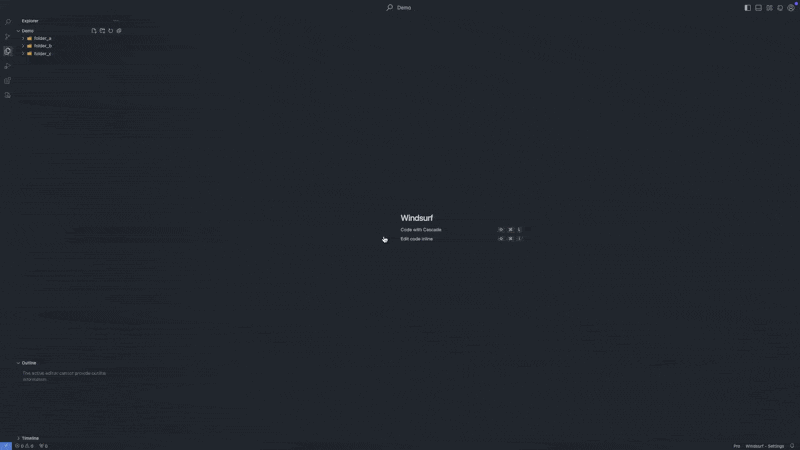 Demo
Explorer
Demo
folder_a
folder_b
folder_c
Windsurf
Code with Cascade
L
Edit code inline
I
Outline
The active editor cannot provide outline
information.
Timeline
Pro
Windsurf - Settings